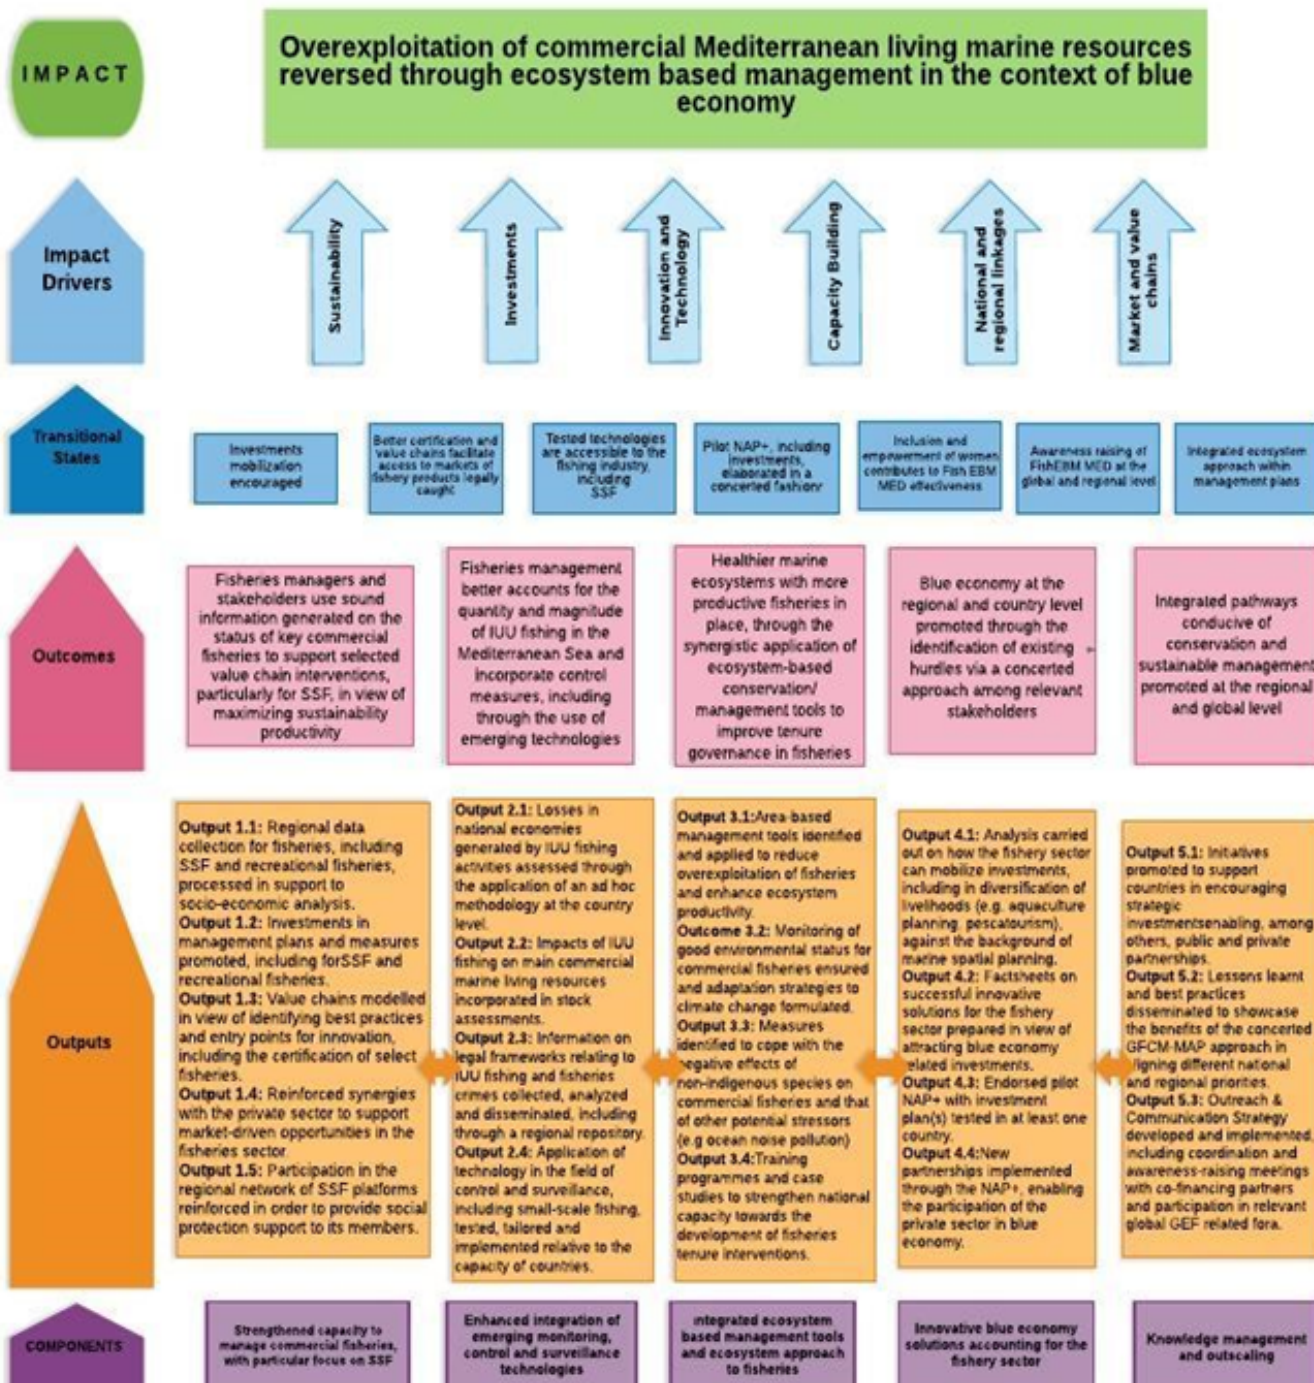 IMPACT
Overexploitation of commercial Mediterranean living marine resources
reversed through ecosystem based management in the context of blue
economy
Impact
Drivers
Sustainability
Investments
Innovation and
Technology
Capacity Building
National and
regional linkages
Market and value
chains
Transitional
States
Investments
mobilization
encouraged
Better certification and
value chains facilitate
access to markets of
fishery products legally
caught
Tested technologies
are accessible to the
fishing industry,
including
SSF
Pilot NAP+, including
investments,
elaborated in a
concerted fashionr
Inclusion and
empowerment of women
contributes to Fish EBM
MED effectiveness
Awareness raising of
FishEBM MED at the
global and regional level
Integrated ecosystem
approach within
management plans
Outcomes
Fisheries managers and
stakeholders use sound
information generated on the
status of key commercial
fisheries to support selected
value chain interventions,
particularly for SSF, in view of
maximizing sustainability
productivity
Fisheries management
better accounts for the
quantity and magnitude
of IUU fishing in the
Mediterranean Sea and
incorporate control
measures, including
through the use of
emerging technologies
Healthier marine
ecosystems with more
productive fisheries in
place, through the
synergistic application of
ecosystem-based
conservation/
management tools to
improve tenure
governance in fisheries
Blue economy at the
regional and country level
promoted through the
identification of existing
hurdles via a concerted
approach among relevant
stakeholders
Integrated pathways
conducive of
conservation and
sustainable management
promoted at the regional
and global level
Outputs
Output 1.1: Regional data
collection for fisheries, including
SSF and recreational fisheries,
processed in support to
socio-economic analysis.
Output 1.2: Investments in
management plans and measures
promoted, including forSSF and
recreational fisheries.
Output 1.3: Value chains modelled
in view of identifying best practices
and entry points for innovation,
including the certification of select
fisheries.
Output 1.4: Reinforced synergies
with the private sector to support
market-driven opportunities in the
fisheries sector.
Output 1.5: Participation in the
regional network of SSF platforms
reinforced in order to provide social
protection support to its members.
Output 2.1: Losses in
national economies
generated by IUU fishing
activities assessed through
the application of an ad hoc
methodology at the country
level.
Output 2.2: Impacts of IUU
fishing on main commercial
marine living resources
incorporated in stock
assessments.
Output 2.3: Information on
legal frameworks relating to
IUU fishing and fisheries
crimes collected, analyzed
and disseminated, including
through a regional repository.
Output 2.4: Application of
technology in the field of
control and surveillance,
including small-scale fishing,
tested, tailored and
implemented relative to the
capacity of countries.
Output 3.1:Area-based
management tools identified
and applied to reduce
overexploitation of fisheries
and enhance ecosystem
productivity.
Outcome 3.2: Monitoring of
good environmental status for
commercial fisheries ensured
and adaptation strategies to
climate change formulated.
Output 3.3: Measures
identified to cope with the
negative effects of
non-indigenous species on
commercial fisheries and that
of other potential stressors
(e.g ocean noise pollution)
Output 3.4:Training
programmes and case
studies to strengthen national
capacity towards the
development of fisheries
tenure interventions.
Output 4.1: Analysis carried
out on how the fishery sector
can mobilize investments,
including in diversification of
livelihoods (e.g. aquaculture
planning, pescatourism),
against the background of
marine spatial planning.
Output 4.2: Factsheets on
successful innovative
solutions for the fishery
sector prepared in view of
attracting blue economy
related investments.
Output 4.3: Endorsed pilot
NAP+ with investment
plan(s) tested in at least one
country.
Output 4.4:New
partnerships implemented
through the NAP+, enabling
the participation of the
private sector in blue
economy.
Output 5.1: Initiatives
promoted to support
countries in encouraging
strategic
investmentsenabling, among
others, public and private
partnerships.
Output 5.2: Lessons learnt
and best practices
disseminated to showcase
the benefits of the concerted
GFCM-MAP approach in
ligning different national
and regional priorities.
Output 5.3: Outreach &
Communication Strategy
developed and implemented,
including coordination and
awareness-raising meetings
with co-financing partners
and participation in relevant
global GEF related fora.
COMPONENTS
Strengthened capacity to
manage commercial fisheries,
with particular focus on SSF
Enhanced integration of
emerging monitoring,
control and surveillance
technologies
integrated ecosystem
based management tools
and ecosystem approach
to fisheries
Innovative blue economy
solutions accounting for the
fishery sector
Knowledge management
and outscaling